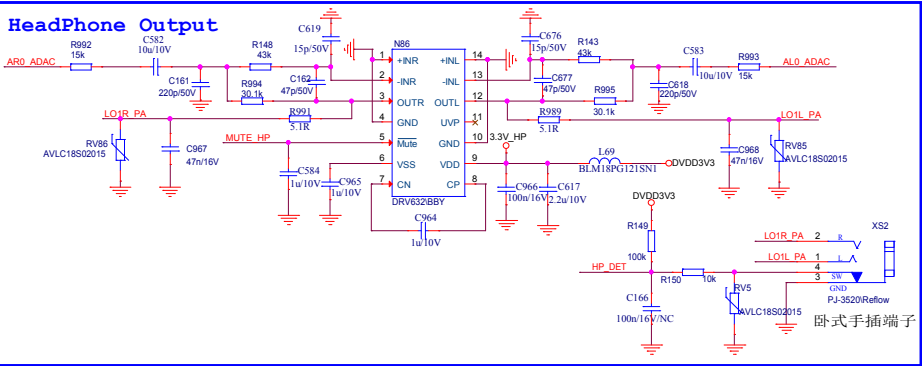 HeadPhone Output
AR0_ADAC
R992
15k
C582
10u/10V
C161
220p/50V
R148
43k
R994
30.1k
C619
15p/50V
C162
47p/50V
LO1R_PA
RV86
AVLC18S02015
C967
47n/16V
R991
5.1R
MUTE_HP
C584
1u/10V
C965
1u/10V
C964
1u/10V
N86
1 +INR
2 -INR
3 OUTR
4 GND
5 Mute
6 VSS
7 CN
+INL 14
-INL 13
OUTL 12
UVP 11
GND 10
VDD 9
CP 8
DRV632\BBY
C676
15p/50V
R143
43k
C677
47p/50V
R995
30.1k
C618
220p/50V
C583
10u/10V
R993
15k
AL0_ADAC
R989
5.1R
LO1L_PA
C968
47n/16V
RV85
AVLC18S02015
3.3V_HP
L69
BLM18PG121SN1
DVDD3V3
C966
100n/16V
C617
2.2u/10V
DVDD3V3
R149
100k
HP_DET
R150
10k
C166
100n/16V/NC
RV5
AVLC18S02015
XS2
LO1R_PA 2 R
LO1L_PA 1 L
4 SW
3 GND
PJ-3520\Reflow
卧式手插端子